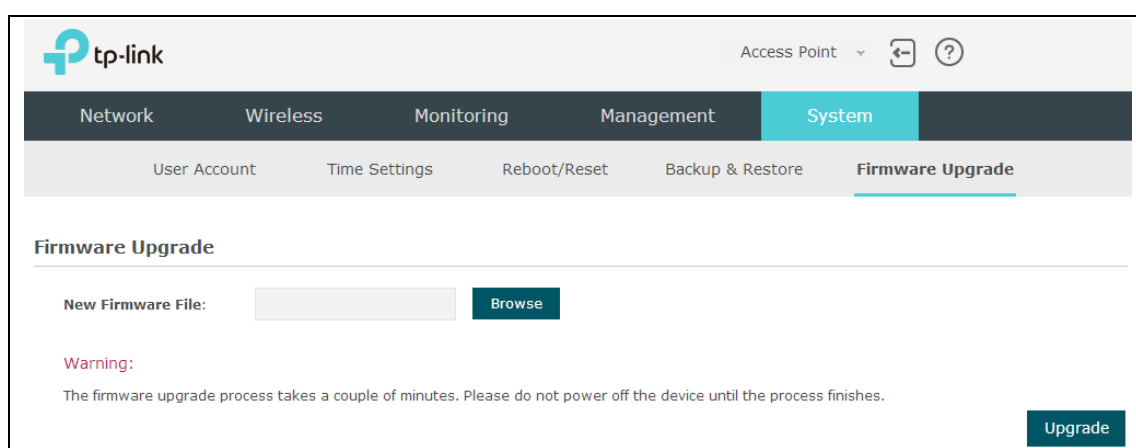 tp-link
Access Point
Network Wireless Monitoring Management System
User Account Time Settings Reboot/Reset Backup & Restore Firmware Upgrade
Firmware Upgrade
New Firmware File: Browse
Warning:
The firmware upgrade process takes a couple of minutes. Please do not power off the device until the process finishes.
Upgrade